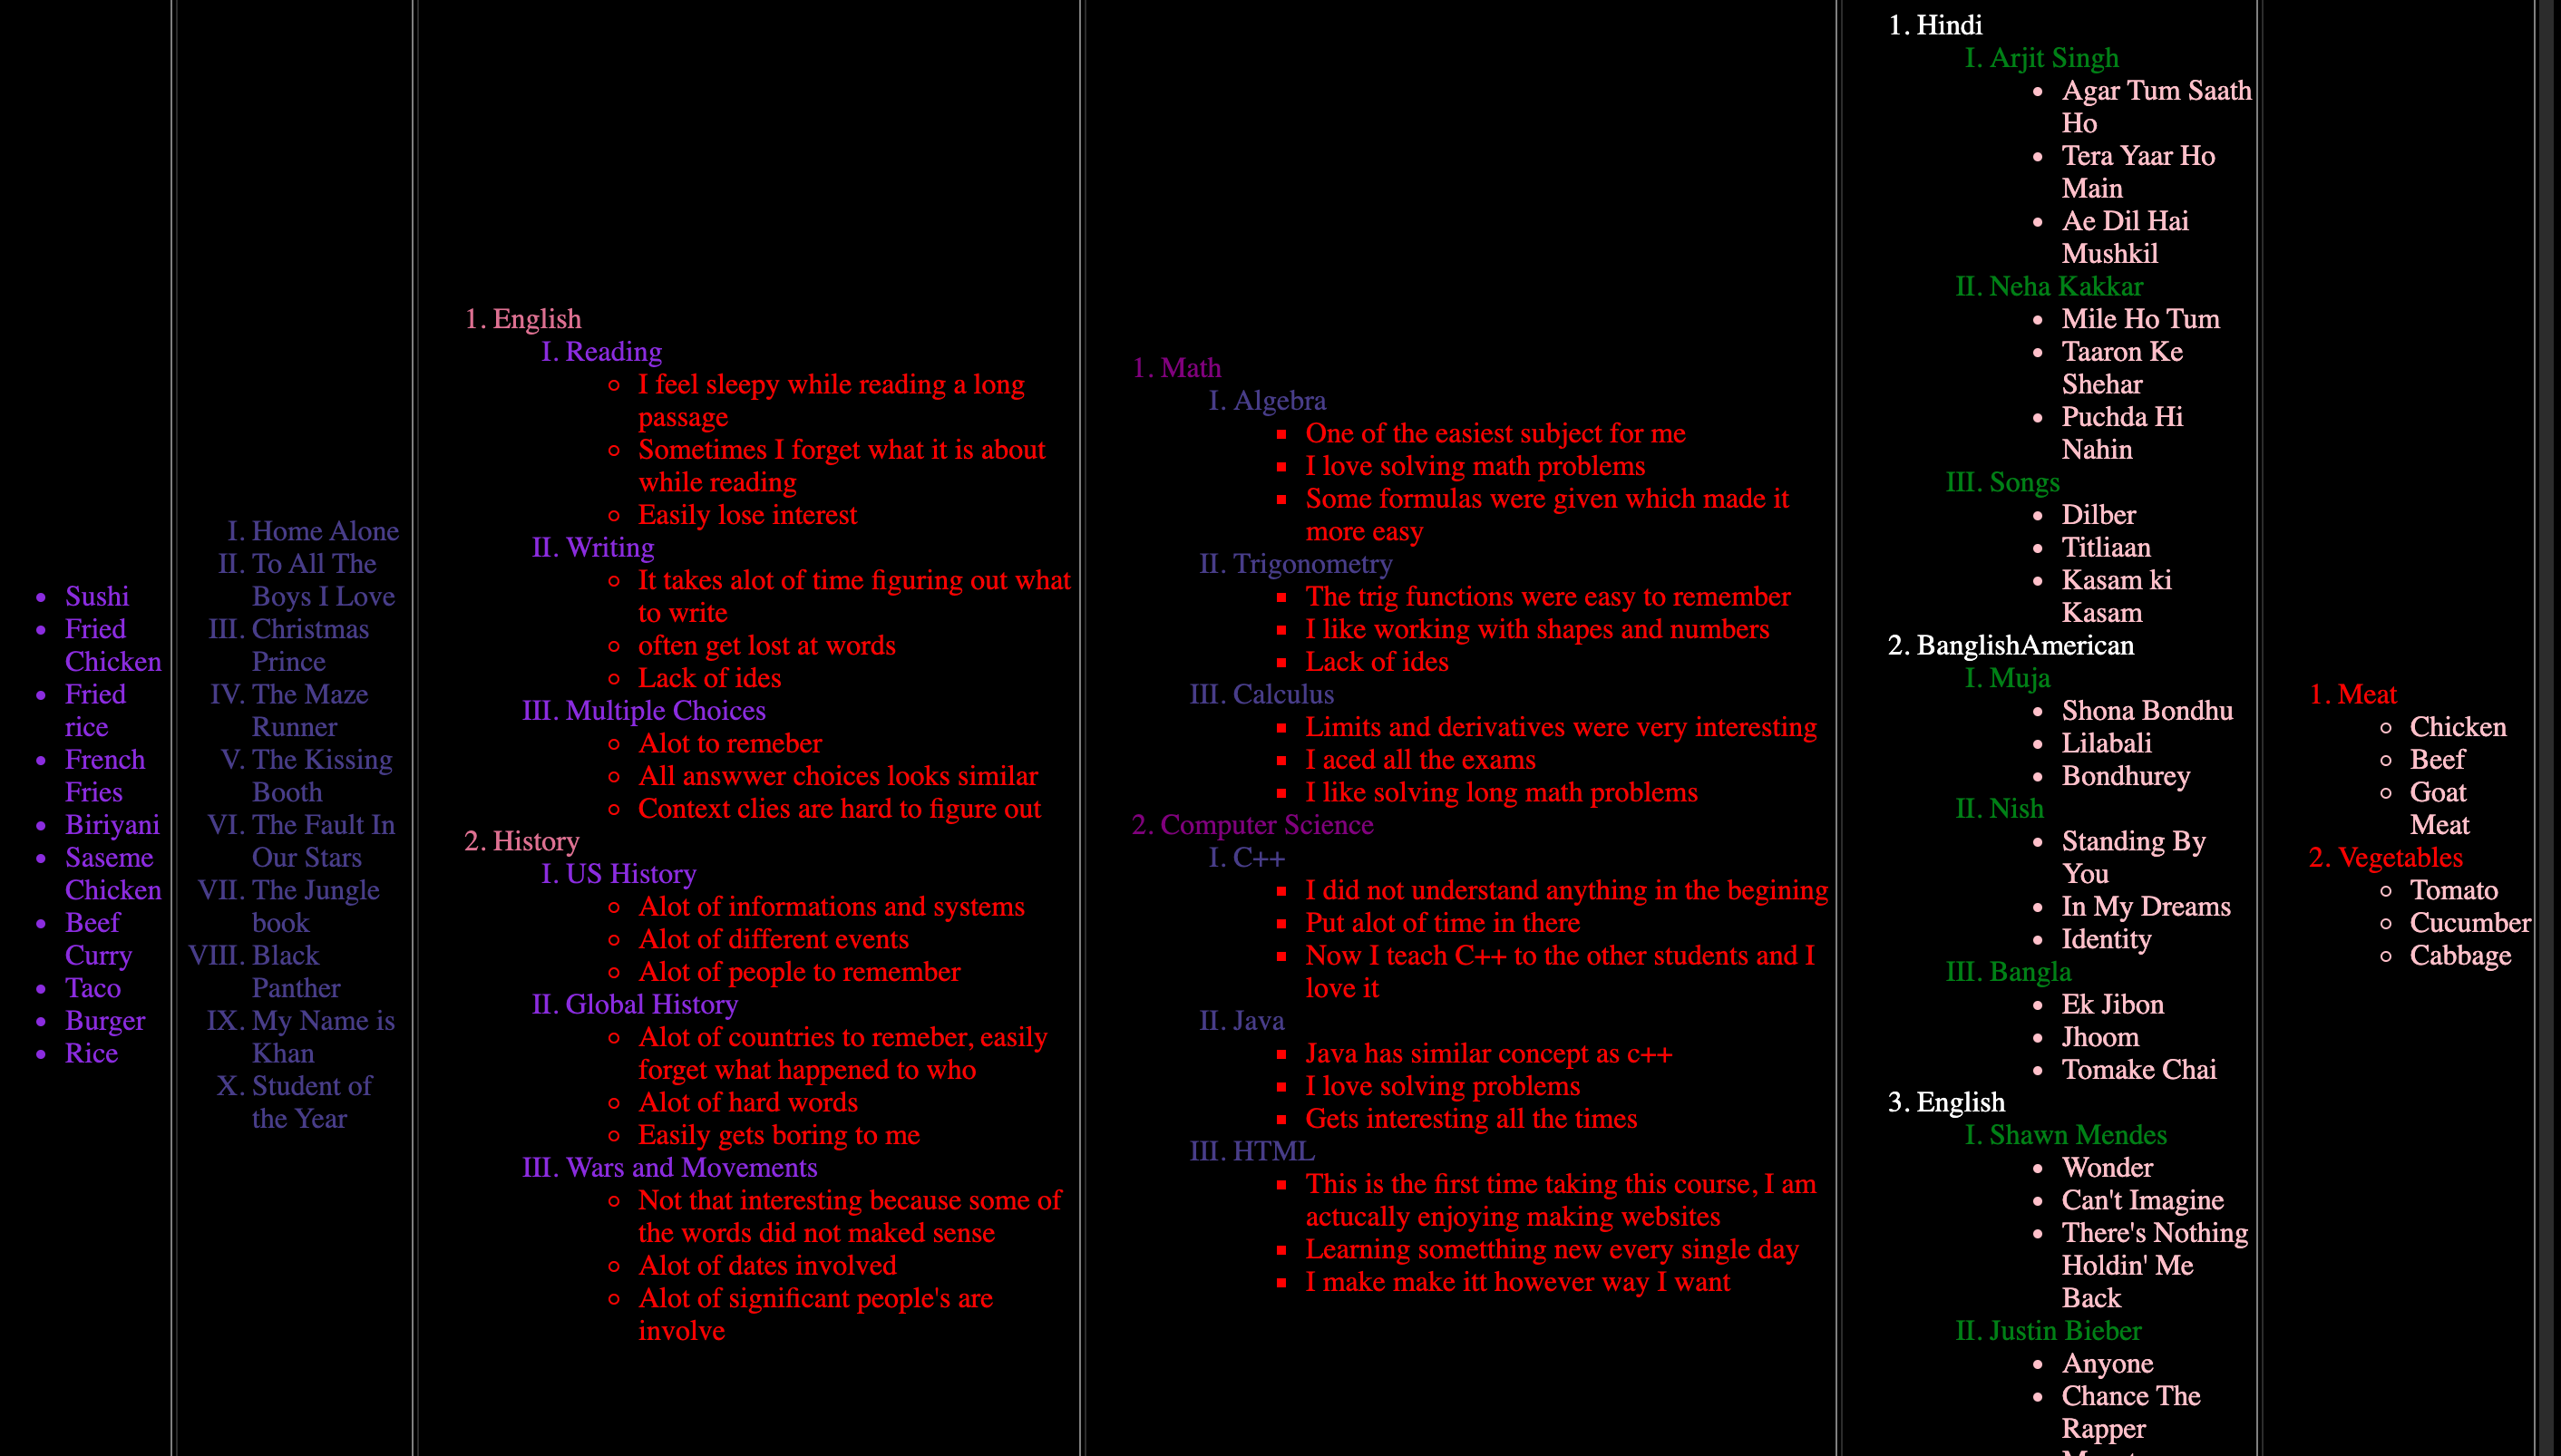 • Sushi
• Fried
Chicken
• Fried
rice
• French
Fries
• Biriyani
• Saseme
Chicken
• Beef
Curry
• Taco
• Burger
• Rice
I. Home Alone
II. To All The
Boys I Love
III. Christmas
Prince
IV. The Maze
Runner
V. The Kissing
Booth
VI. The Fault In
Our Stars
VII. The Jungle
book
VIII. Black
Panther
IX. My Name is
Khan
X. Student of
the Year
1. English
I. Reading
◦ I feel sleepy while reading a long
passage
◦ Sometimes I forget what it is about
while reading
◦ Easily lose interest
II. Writing
◦ It takes alot of time figuring out what
to write
◦ often get lost at words
◦ Lack of ides
III. Multiple Choices
◦ Alot to remeber
◦ All answwer choices looks similar
◦ Context clies are hard to figure out
2. History
I. US History
◦ Alot of informations and systems
◦ Alot of different events
◦ Alot of people to remember
II. Global History
◦ Alot of countries to remeber, easily
forget what happened to who
◦ Alot of hard words
◦ Easily gets boring to me
III. Wars and Movements
◦ Not that interesting because some of
the words did not maked sense
◦ Alot of dates involved
◦ Alot of significant people's are
involve
1. Math
I. Algebra
▪ One of the easiest subject for me
▪ I love solving math problems
▪ Some formulas were given which made it
more easy
II. Trigonometry
▪ The trig functions were easy to remember
▪ I like working with shapes and numbers
▪ Lack of ides
III. Calculus
▪ Limits and derivatives were very interesting
▪ I aced all the exams
▪ I like solving long math problems
2. Computer Science
I. C++
▪ I did not understand anything in the begining
▪ Put alot of time in there
▪ Now I teach C++ to the other students and I
love it
II. Java
▪ Java has similar concept as c++
▪ I love solving problems
▪ Gets interesting all the times
III. HTML
▪ This is the first time taking this course, I am
actucally enjoying making websites
▪ Learning sometthing new every single day
▪ I make make itt however way I want
1. Hindi
I. Arjit Singh
• Agar Tum Saath
Ho
• Tera Yaar Ho
Main
• Ae Dil Hai
Mushkil
II. Neha Kakkar
• Mile Ho Tum
• Taaron Ke
Shehar
• Puchda Hi
Nahin
III. Songs
• Dilber
• Titliaan
• Kasam ki
Kasam
2. BanglishAmerican
I. Muja
• Shona Bondhu
• Lilabali
• Bondhurey
II. Nish
• Standing By
You
• In My Dreams
• Identity
III. Bangla
• Ek Jibon
• Jhoom
• Tomake Chai
3. English
I. Shawn Mendes
• Wonder
• Can't Imagine
• There's Nothing
Holdin' Me
Back
II. Justin Bieber
• Anyone
• Chance The
Rapper
1. Meat
◦ Chicken
◦ Beef
◦ Goat
Meat
2. Vegetables
◦ Tomato
◦ Cucumber
◦ Cabbage